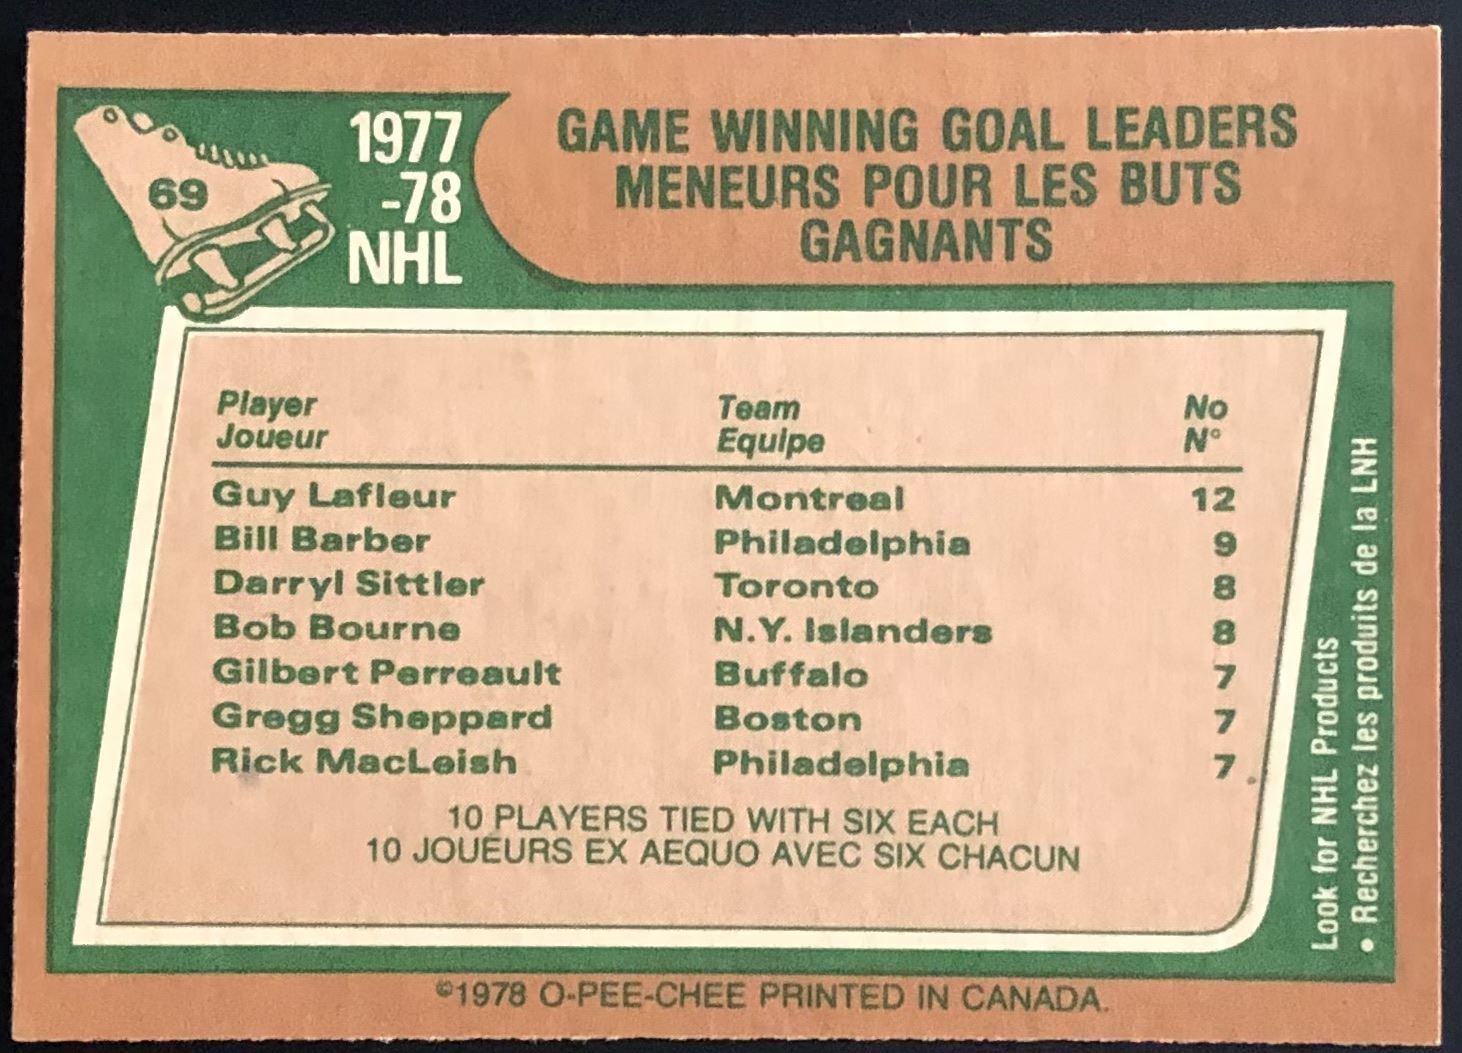 69
1977
-78
NHL
GAME WINNING GOAL LEADERS
MENEURS POUR LES BUTS
GAGNANTS
Player Team No
Joueur Equipe N°
Guy Lafleur Montreal 12
Bill Barber Philadelphia 9
Darryl Sittler Toronto 8
Bob Bourne N.Y. Islanders 8
Gilbert Perreault Buffalo 7
Gregg Sheppard Boston 7
Rick MacLeish Philadelphia 7
10 PLAYERS TIED WITH SIX EACH
10 JOUEURS EX AEQUO AVEC SIX CHACUN
Look for NHL Products
• Recherchez les produits de la LNH
©1978 O-PEE-CHEE PRINTED IN CANADA.